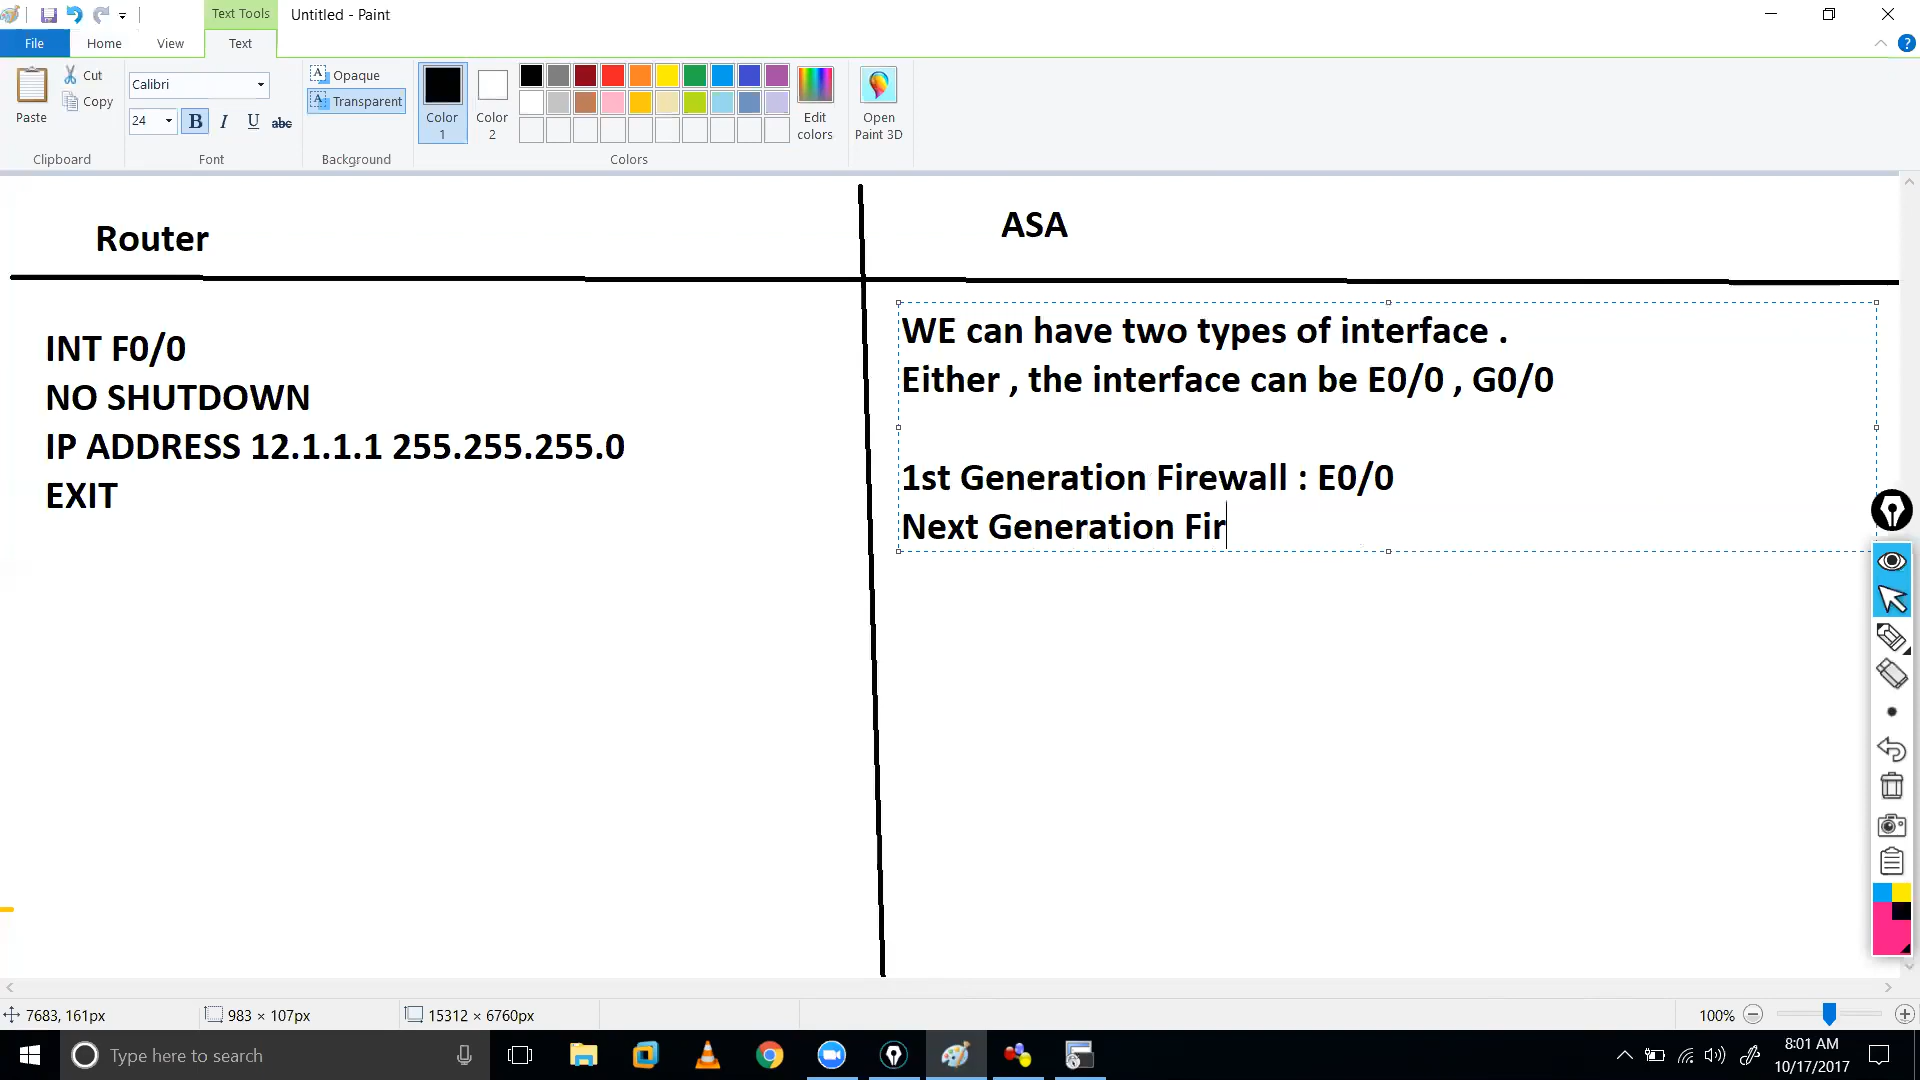 Text Tools
Untitled - Paint
File
Home
View
Text
Paste
Cut
Copy
Clipboard
Calibri
24
B
I
U
abc
Font
A Opaque
A Transparent
Background
Color 1
Color 2
Colors
Edit colors
Open Paint 3D
Router
ASA
INT F0/0
NO SHUTDOWN
IP ADDRESS 12.1.1.1 255.255.255.0
EXIT
WE can have two types of interface .
Either , the interface can be E0/0 , G0/0
1st Generation Firewall : E0/0
Next Generation Fir
7683, 161px
983 × 107px
15312 × 6760px
100%
Type here to search
8:01 AM
10/17/2017